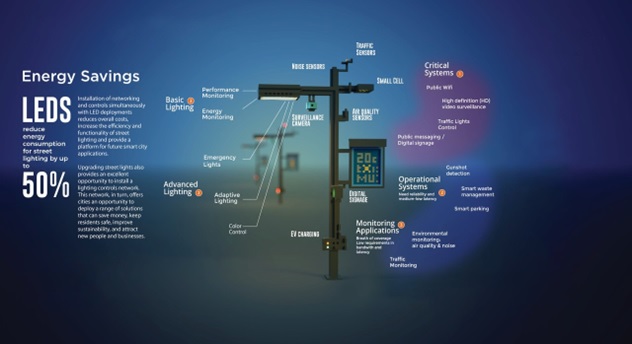 Energy Savings
LEDS
reduce
energy
consumption
for street
lighting by up
to
50%
Installation of networking
and controls simultaneously
with LED deployments
reduces overall costs,
increase the efficiency and
functionality of street
lighting and provide a
platform for future smart city
applications.
Upgrading street lights also
provides an excellent
opportunity to install a
lighting controls network.
This network, in turn, offers
cities an opportunity to
deploy a range of solutions
that can save money, keep
residents safe, improve
sustainability, and attract
new people and businesses.
Basic
Lighting
Performance
Monitoring
Energy
Monitoring
Emergency
Lights
Advanced
Lighting
Adaptive
Lighting
Color
Control
TRAFFIC
SENSORS
NOISE SENSORS
SMALL CELL
SURVEILLANCE
CAMERA
AIR QUALITY
SENSORS
DIGITAL
SIGNAGE
EV CHARGING
Critical
Systems
Public Wifi
High definition (HD)
video surveillance
Traffic Lights
Control
Public messaging /
Digital signage
Operational
Systems
Need reliability and
medium-low latency
Gunshot
detection
Smart waste
management
Smart parking
Monitoring
Applications
Breath of coverage
Low requirements in
bandwith and
latency
Environmental
monitoring:
air quality & noise
Traffic
Monitoring